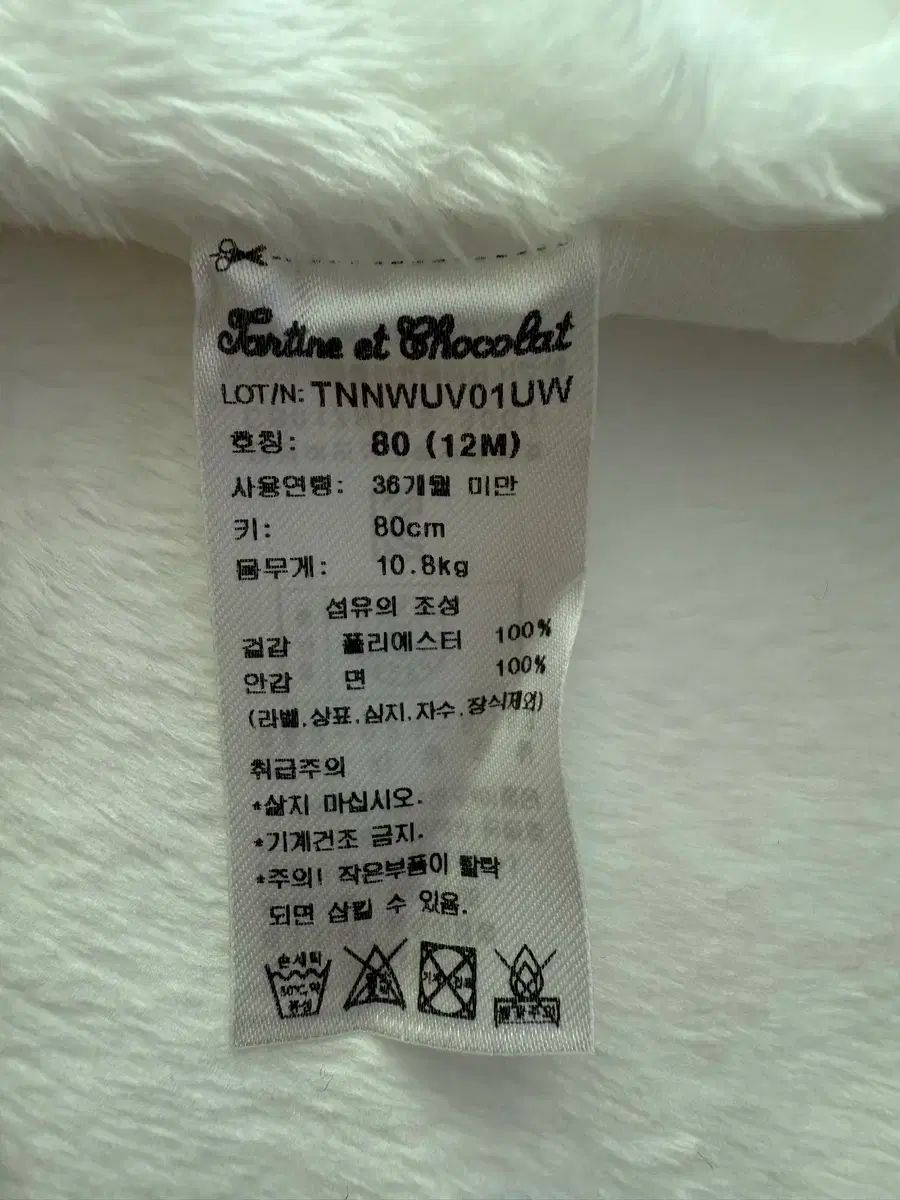 Tartine et Chocolat
LOT/N: TNNWUV01UW
호칭: 80 (12M)
사용연령: 36개월 미만
키: 80cm
몸무게: 10.8kg
섬유의 조성
겉감 폴리에스터 100%
안감 면 100%
(라벨,상표,심지,자수,장식제외)
취급주의
*삶지 마십시오.
*기계건조 금지.
*주의! 작은부품이 탈락
되면 삼킬 수 있음.
손세탁
30℃,약
중성